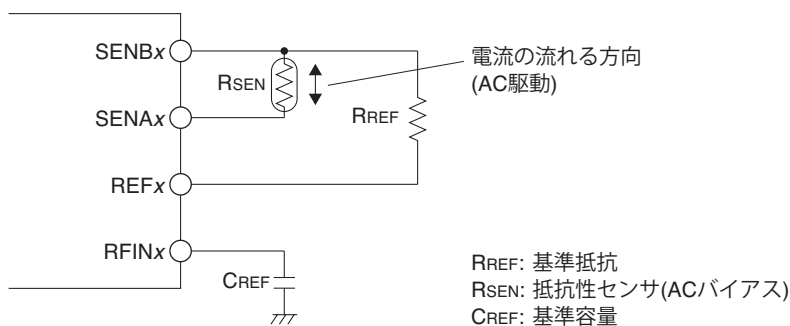 SENBx
電流の流れる方向
(AC駆動)
RSEN
SENAx
RREF
REFx
RFINx
CREF
RREF: 基準抵抗
RSEN: 抵抗性センサ(ACバイアス)
CREF: 基準容量